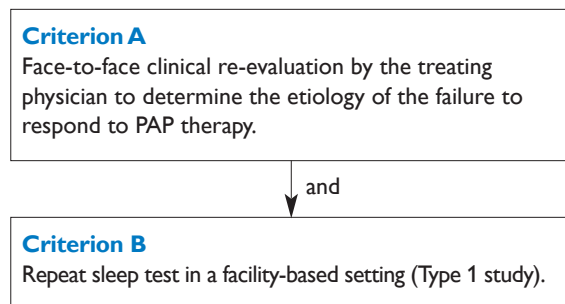 Criterion A
Face-to-face clinical re-evaluation by the treating
physician to determine the etiology of the failure to
respond to PAP therapy.
and
Criterion B
Repeat sleep test in a facility-based setting (Type 1 study).